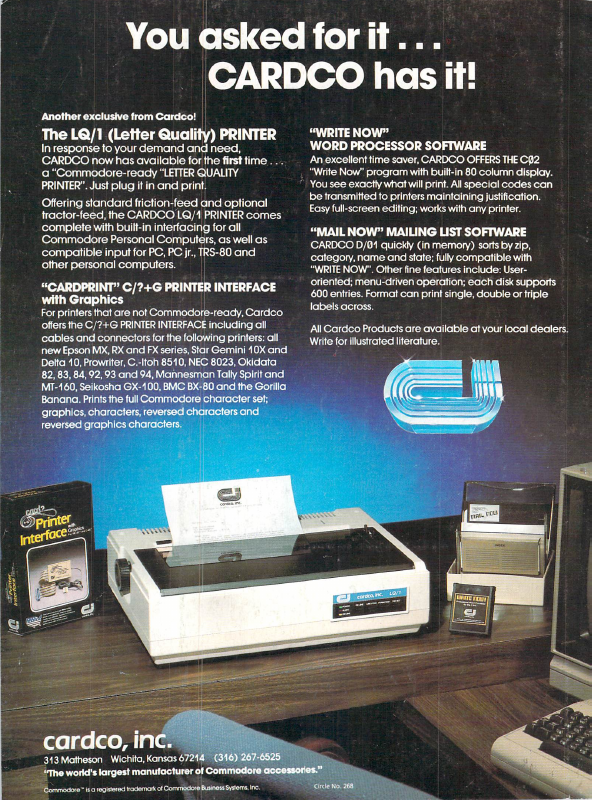 You asked for it . . .
CARDCO has it!
Another exclusive from Cardco!
The LQ/1 (Letter Quality) PRINTER
In response to your demand and need,
CARDCO now has available for the first time . . .
a "Commodore-ready "LETTER QUALITY
PRINTER". Just plug it in and print.
Offering standard friction-feed and optional
tractor-feed, the CARDCO LQ/1 PRINTER comes
complete with built-in interfacing for all
Commodore Personal Computers, as well as
compatible input for PC, PC jr., TRS-80 and
other personal computers.
"CARDPRINT" C/?+G PRINTER INTERFACE
with Graphics
For printers that are not Commodore-ready, Cardco
offers the C/?+G PRINTER INTERFACE including all
cables and connectors for the following printers: all
new Epson MX, RX and FX series, Star Gemini 10X and
Delta 10, Prowriter, C.-Itoh 8510, NEC 8023, Okidata
82, 83, 84, 92, 93 and 94, Mannesman Tally Spirit and
MT-160, Seikosha GX-100, BMC BX-80 and the Gorilla
Banana. Prints the full Commodore character set;
graphics, characters, reversed characters and
reversed graphics characters.
"WRITE NOW"
WORD PROCESSOR SOFTWARE
An excellent time saver, CARDCO OFFERS THE CØ2
"Write Now" program with built-in 80 column display.
You see exactly what will print. All special codes can
be transmitted to printers maintaining justification.
Easy full-screen editing; works with any printer.
"MAIL NOW" MAILING LIST SOFTWARE
CARDCO D/Ø1 quickly (in memory) sorts by zip,
category, name and state; fully compatible with
"WRITE NOW". Other fine features include: User-
oriented; menu-driven operation; each disk supports
600 entries. Format can print single, double or triple
labels across.
All Cardco Products are available at your local dealers.
Write for illustrated literature.
card?
Printer
Interface with
Graphics
cardco, inc.
cardco, inc. LQ/1
MAIL NOW
WRITE NOW!
cardco, inc.
313 Matheson Wichita, Kansas 67214 (316) 267-6525
"The world's largest manufacturer of Commodore accessories."
Commodore™ is a registered trademark of Commodore Business Systems, Inc.
Circle No. 268